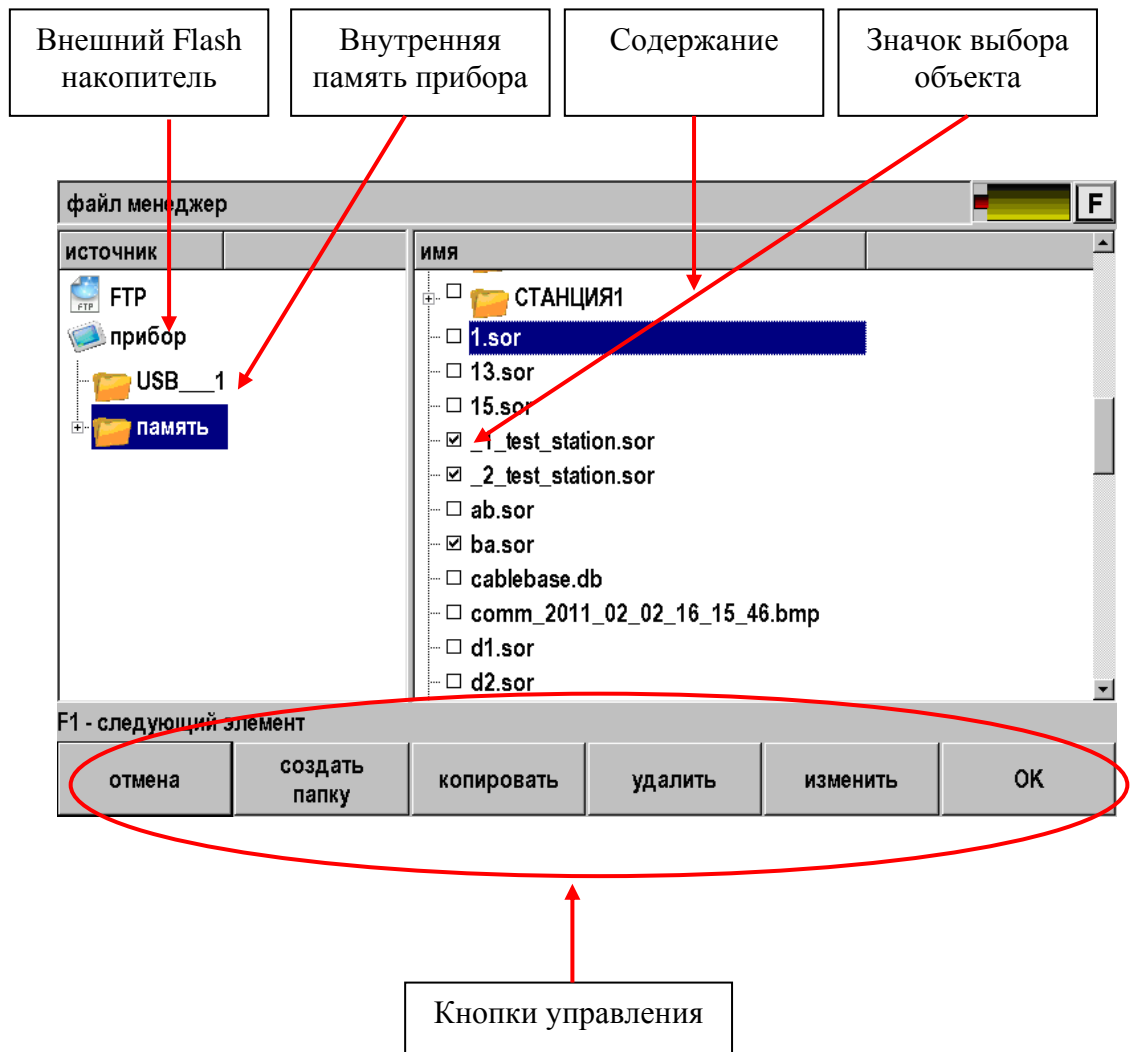 Внешний Flash
накопитель
Внутренняя
память прибора
Содержание
Значок выбора
объекта
файл менеджер
F
источник
имя
FTP
FTP
прибор
USB___1
память
СТАНЦИЯ1
1.sor
13.sor
15.sor
_1_test_station.sor
_2_test_station.sor
ab.sor
ba.sor
cablebase.db
comm_2011_02_02_16_15_46.bmp
d1.sor
d2.sor
F1 - следующий элемент
отмена
создать
папку
копировать
удалить
изменить
OK
Кнопки управления